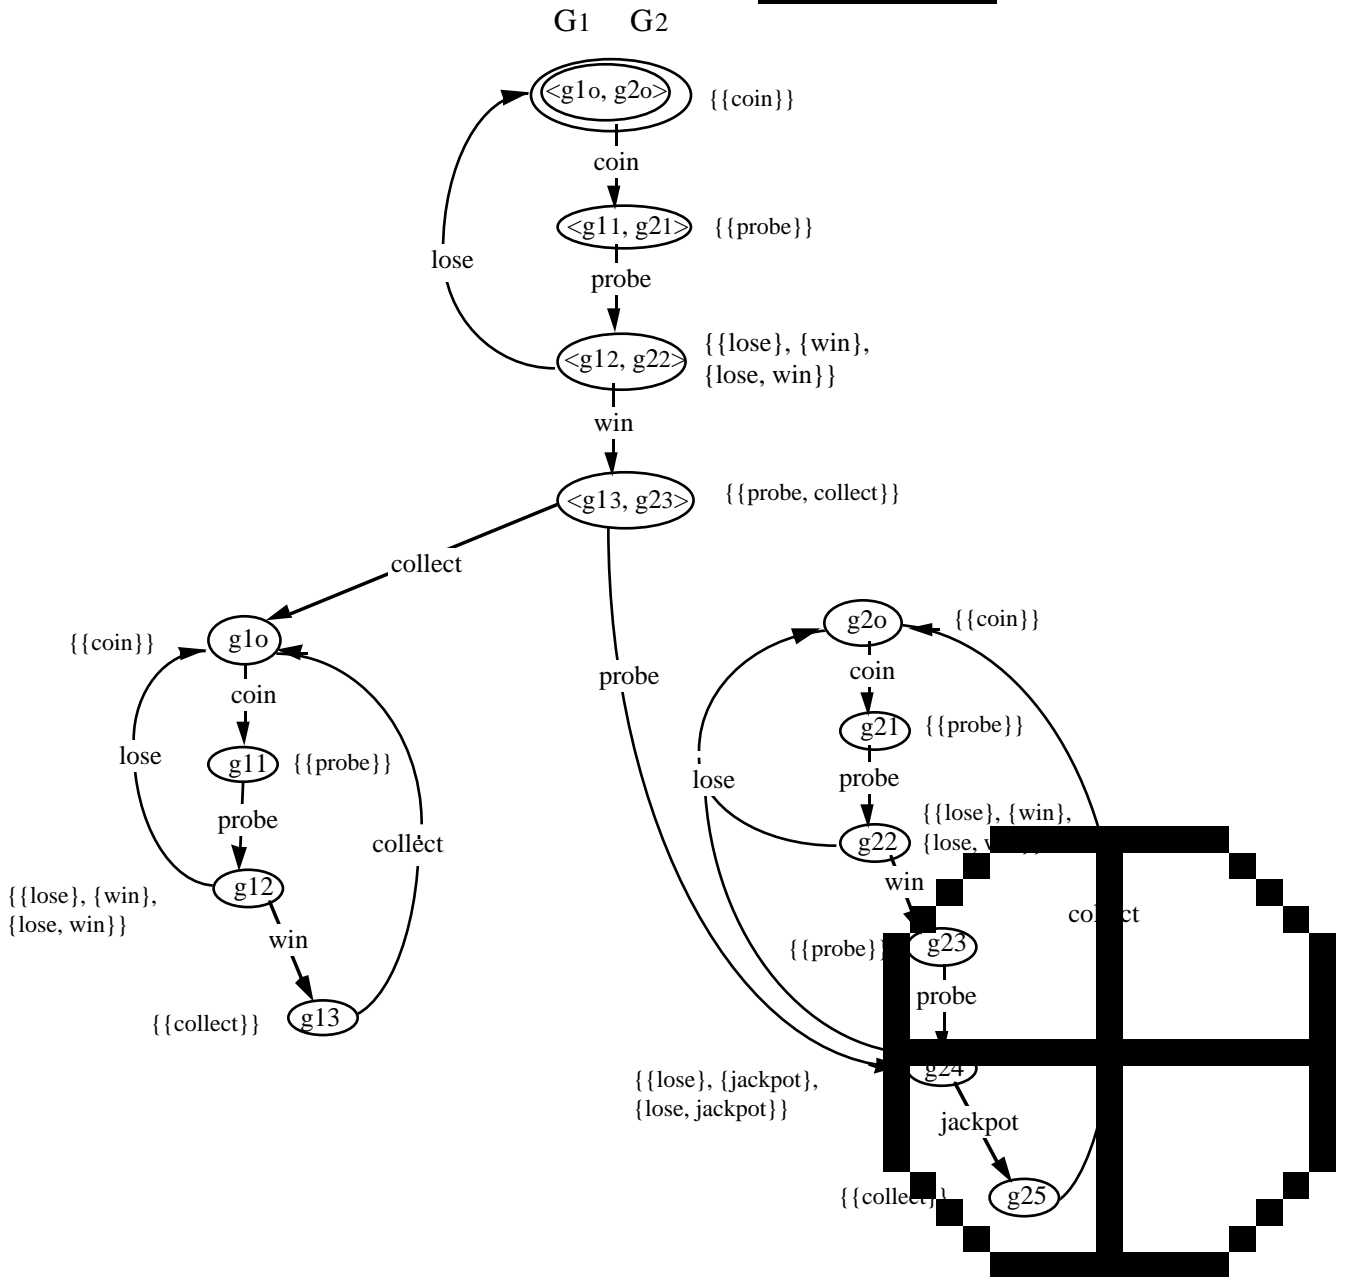 G1 G2
<g1o, g2o> {{coin}}
coin
<g11, g21> {{probe}}
lose
probe
{{lose}, {win},
<g12, g22>
{lose, win}}
win
<g13, g23> {{probe, collect}}
collect
g1o
{{coin}}
coin
lose
g11 {{probe}}
probe
collect
g12
{{lose}, {win},
{lose, win}}
win
g13
{{collect}}
probe
g2o {{coin}}
coin
g21 {{probe}}
probe
lose
{{lose}, {win},
g22
{lose,
win
g23
{{probe}
probe
g24
{{lose}, {jackpot},
{lose, jackpot}}
jackpot
{{collect}}
g25